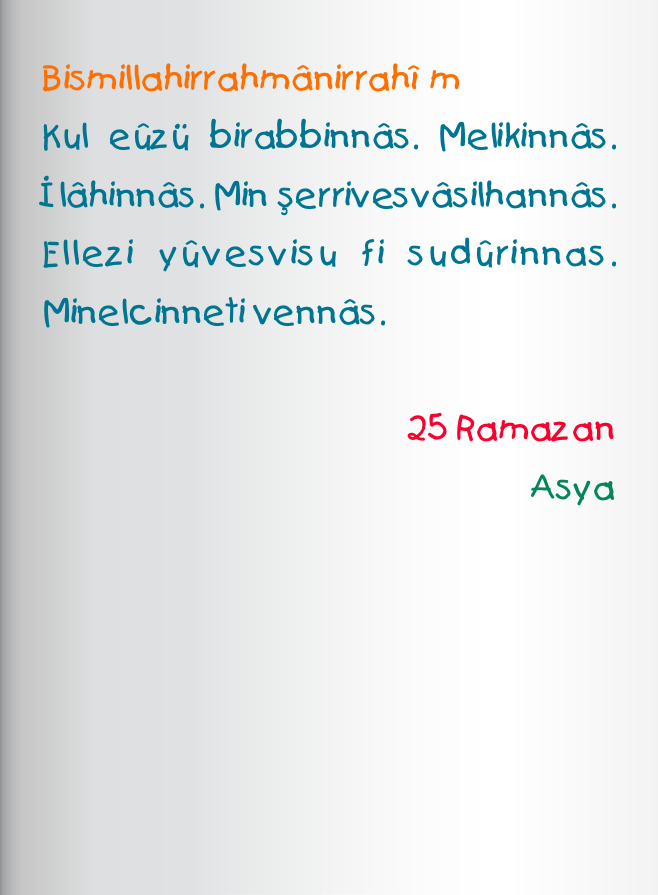 Bismillahirrahmânirrahî m
Kul eûzü birabbinnâs. Melikinnâs.
İlâhinnâs. Min şerrivesvâsilhannâs.
Ellezi yûvesvisu fi sudûrinnas.
Minelcinneti vennâs.
25 Ramazan
Asya